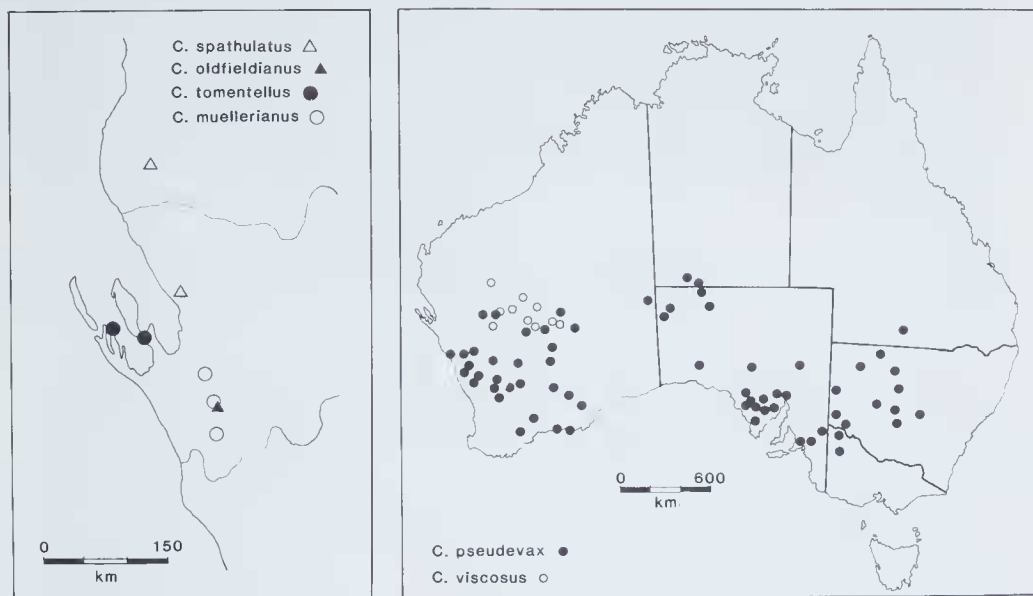 C. spathulatus △
C. oldfieldianus ▲
C. tomentellus ●
C. muellerianus ○
0 150
km
0 600
km
C. pseudevax ●
C. viscosus ○